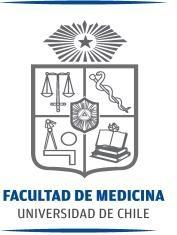 FACULTAD DE MEDICINA
UNIVERSIDAD DE CHILE